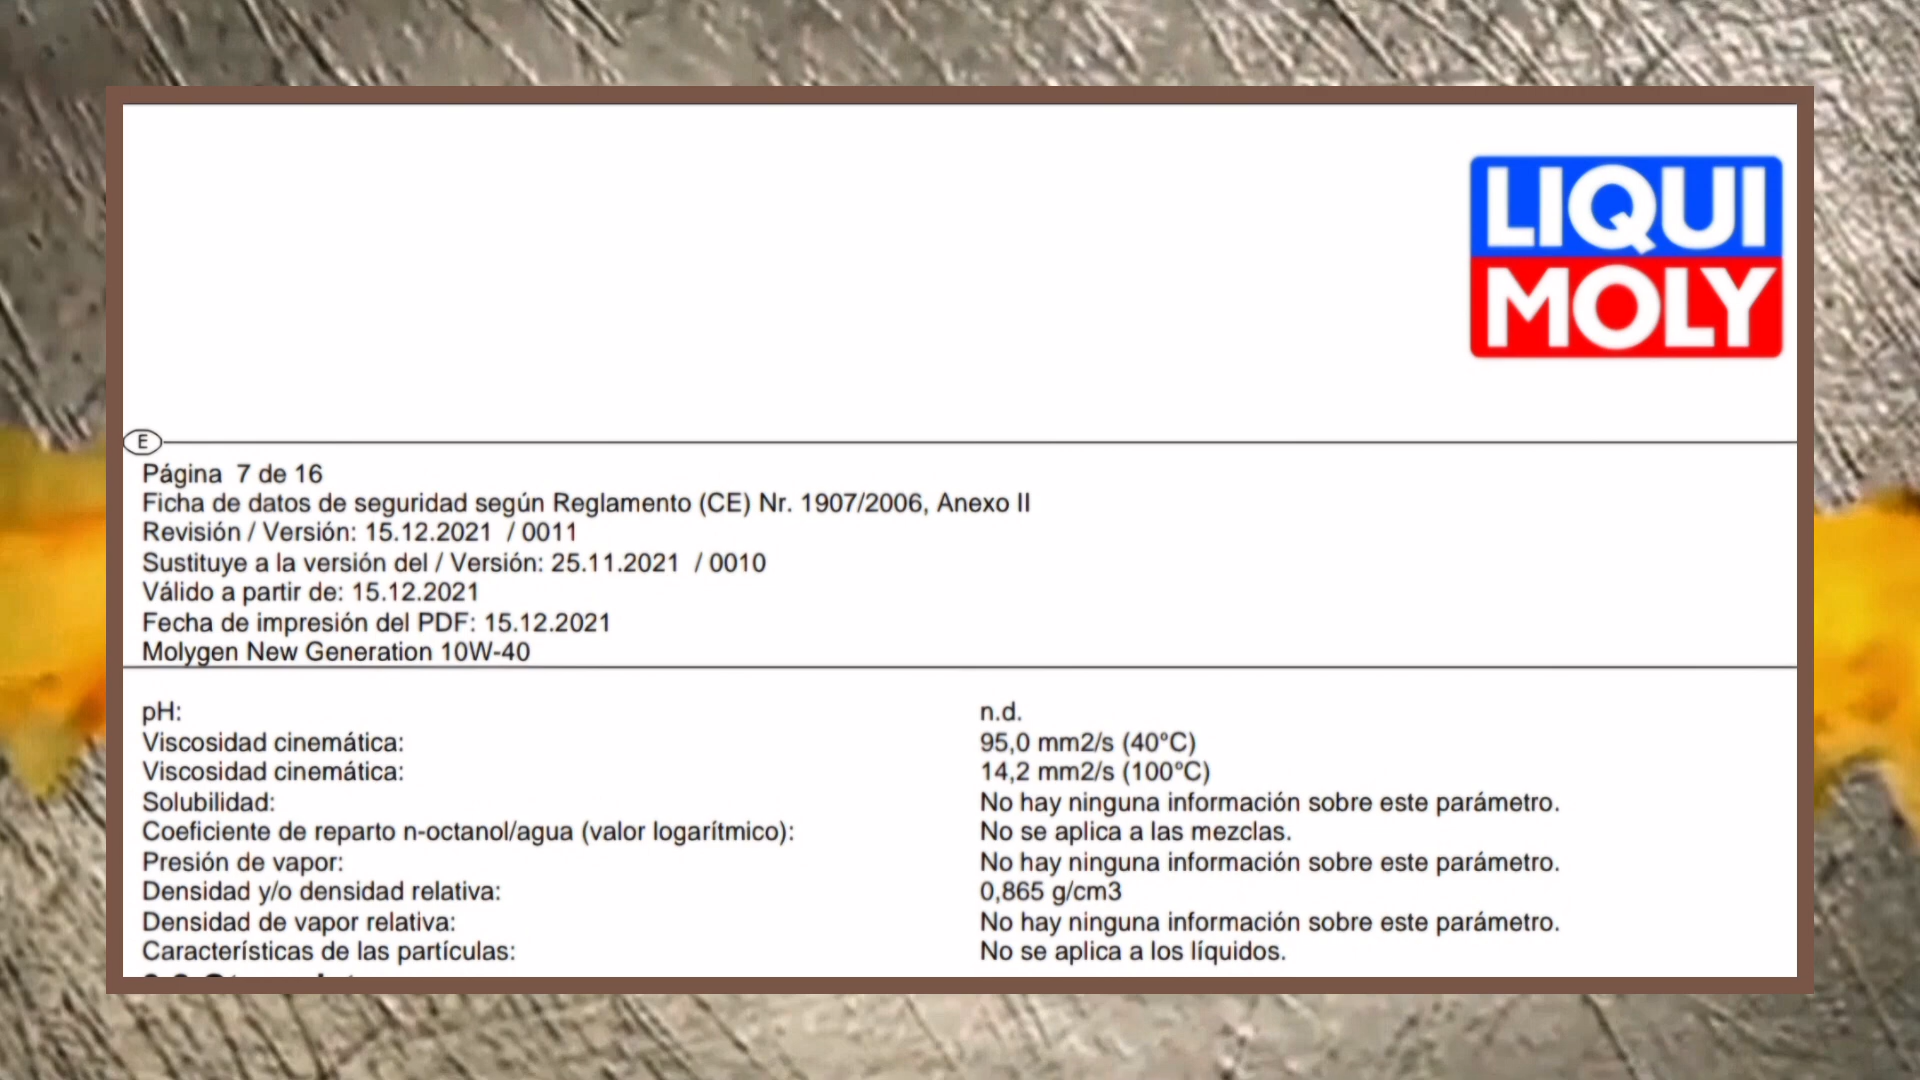 LIQUI
MOLY
E
Página 7 de 16
Ficha de datos de seguridad según Reglamento (CE) Nr. 1907/2006, Anexo II
Revisión / Versión: 15.12.2021 / 0011
Sustituye a la versión del / Versión: 25.11.2021 / 0010
Válido a partir de: 15.12.2021
Fecha de impresión del PDF: 15.12.2021
Molygen New Generation 10W-40
pH: n.d.
Viscosidad cinemática: 95,0 mm2/s (40°C)
Viscosidad cinemática: 14,2 mm2/s (100°C)
Solubilidad: No hay ninguna información sobre este parámetro.
Coeficiente de reparto n-octanol/agua (valor logarítmico): No se aplica a las mezclas.
Presión de vapor: No hay ninguna información sobre este parámetro.
Densidad y/o densidad relativa: 0,865 g/cm3
Densidad de vapor relativa: No hay ninguna información sobre este parámetro.
Características de las partículas: No se aplica a los líquidos.